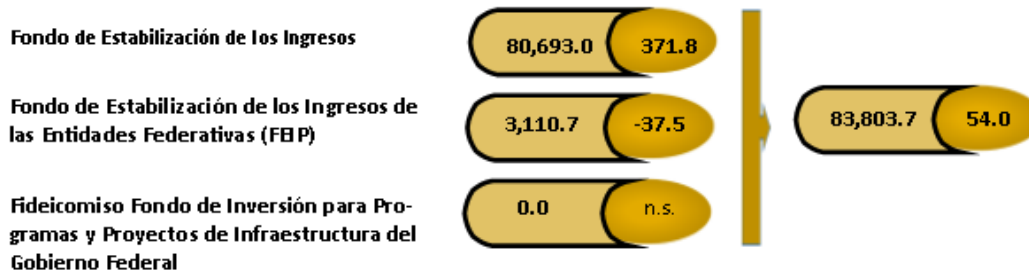 Fondo de Estabilización de los Ingresos
80,693.0 371.8
Fondo de Estabilización de los Ingresos de
las Entidades Federativas (FEIP)
3,110.7 -37.5
83,803.7 54.0
Fideicomiso Fondo de Inversión para Pro-
gramas y Proyectos de Infraestructura del
Gobierno Federal
0.0 n.s.